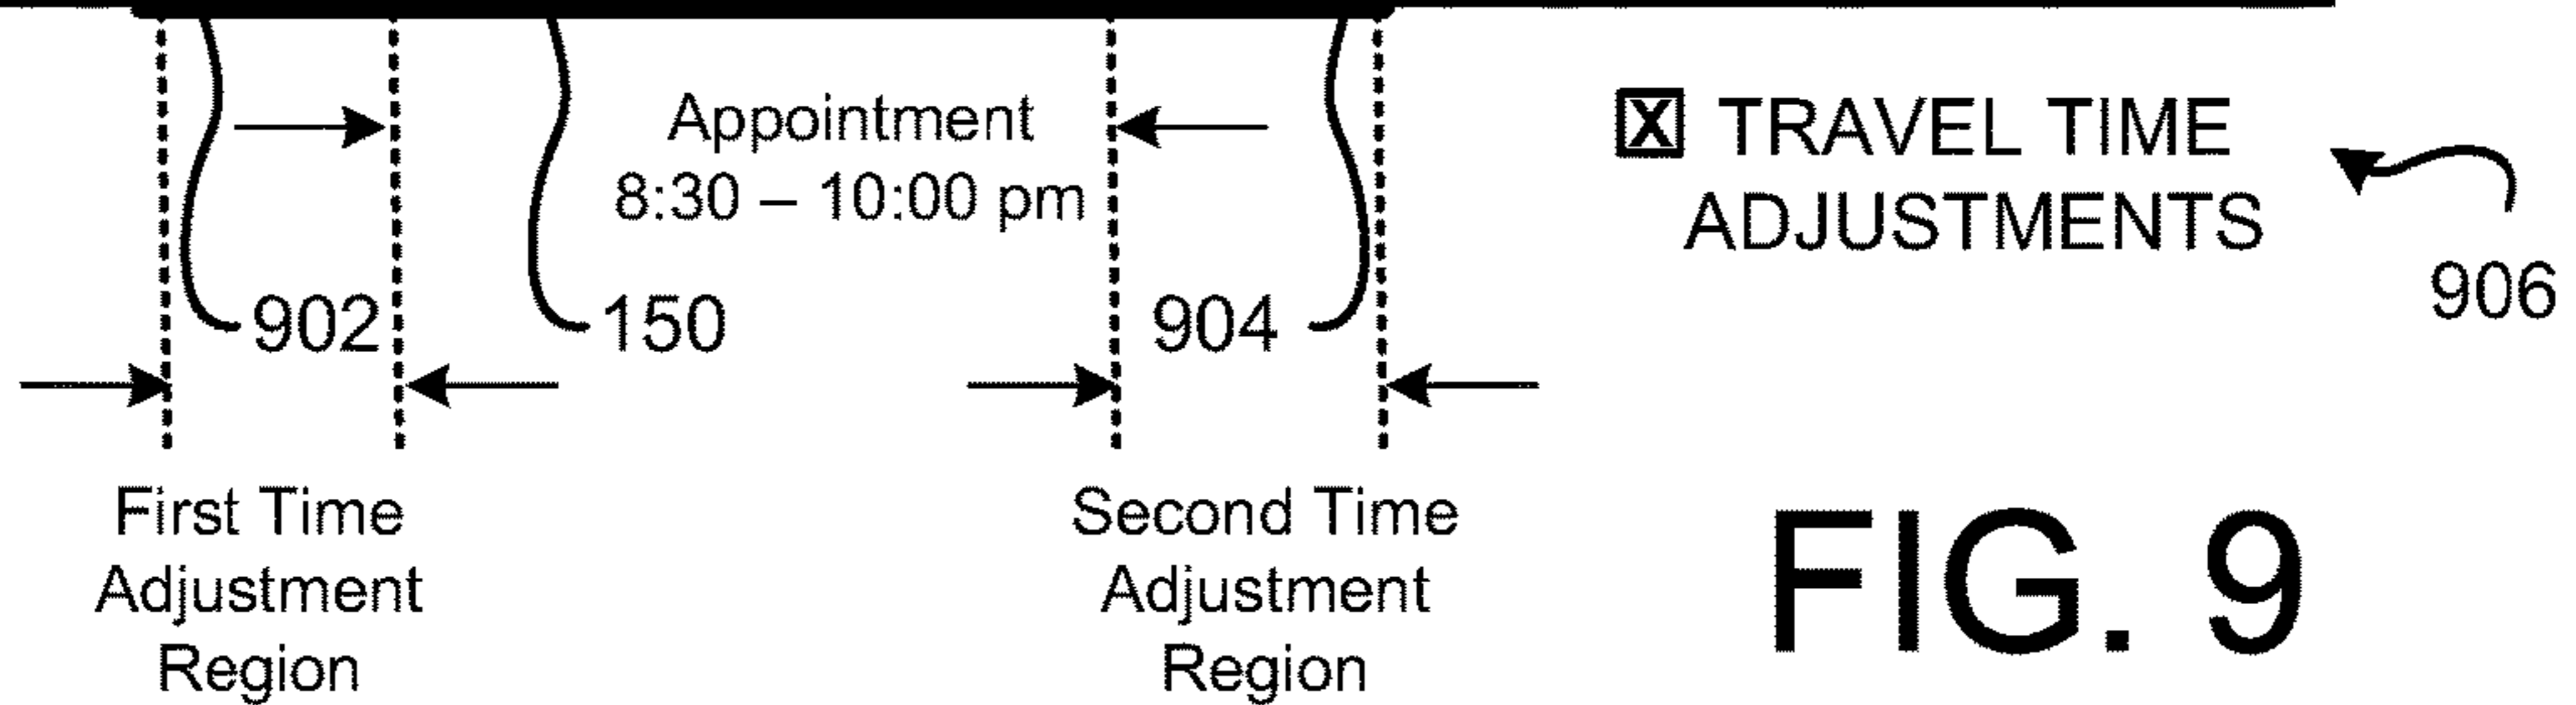 Appointment
8:30 – 10:00 pm
X TRAVEL TIME
ADJUSTMENTS
902
150
904
906
First Time
Adjustment
Region
Second Time
Adjustment
Region
FIG. 9